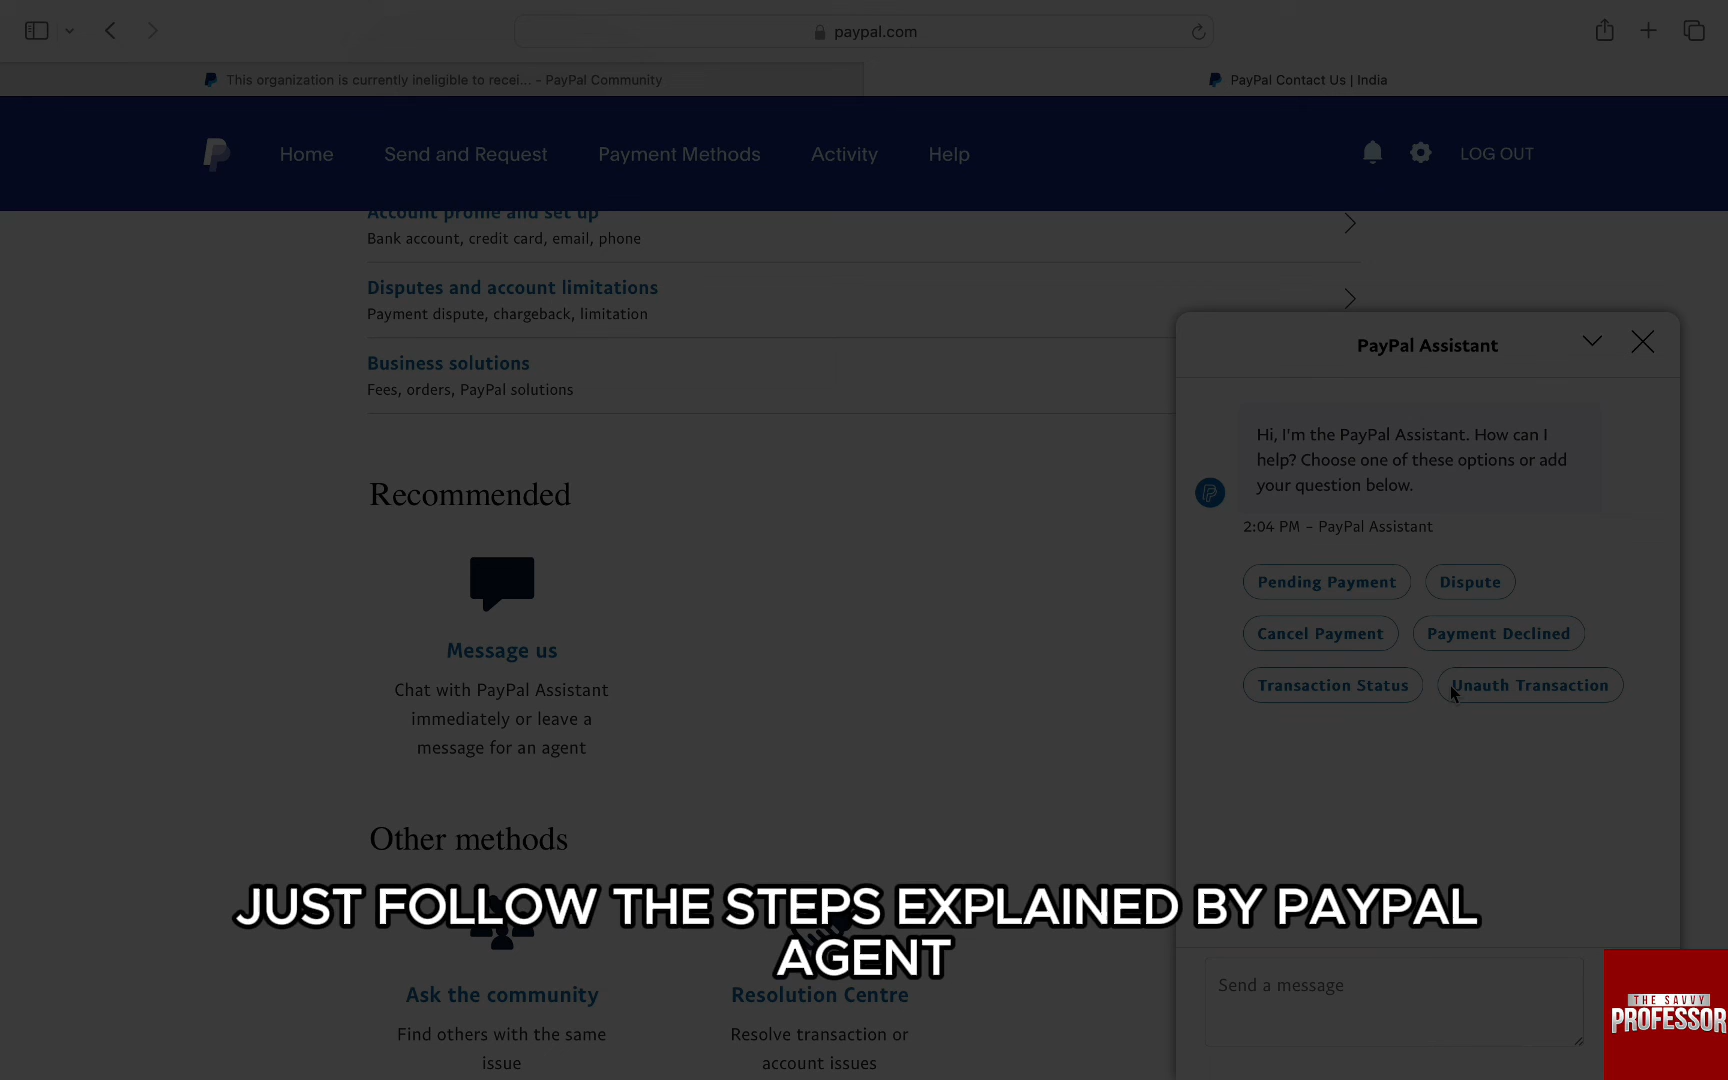 paypal.com
This organization is currently ineligible to recei... – PayPal Community
PayPal Contact Us | India
Home
Send and Request
Payment Methods
Activity
Help
LOG OUT
Account profile and set up
Bank account, credit card, email, phone
Disputes and account limitations
Payment dispute, chargeback, limitation
Business solutions
Fees, orders, PayPal solutions
Recommended
Message us
Chat with PayPal Assistant
immediately or leave a
message for an agent
Other methods
Ask the community
Find others with the same
issue
Resolution Centre
Resolve transaction or
account issues
PayPal Assistant
Hi, I'm the PayPal Assistant. How can I
help? Choose one of these options or add
your question below.
2:04 PM – PayPal Assistant
Pending Payment
Dispute
Cancel Payment
Payment Declined
Transaction Status
Unauth Transaction
Send a message
JUST FOLLOW THE STEPS EXPLAINED BY PAYPAL
AGENT
THE SAVVY
PROFESSOR